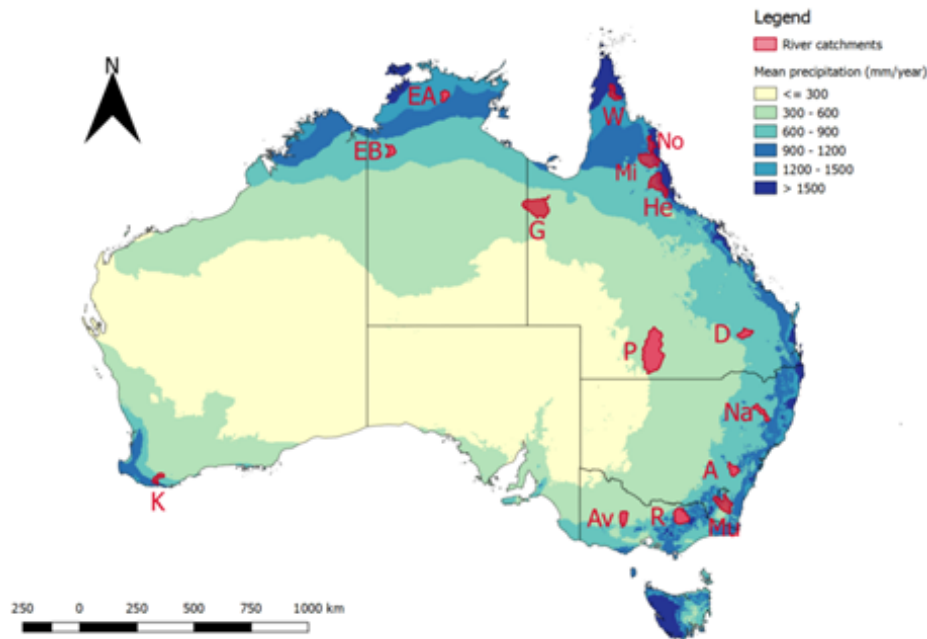 N
Legend
River catchments
Mean precipitation (mm/year)
<= 300
300 - 600
600 - 900
900 - 1200
1200 - 1500
> 1500
EA
W
EB
No
Mi
He
G
P
D
Na
K
A
Av
R
Mu
250 0 250 500 750 1000 km